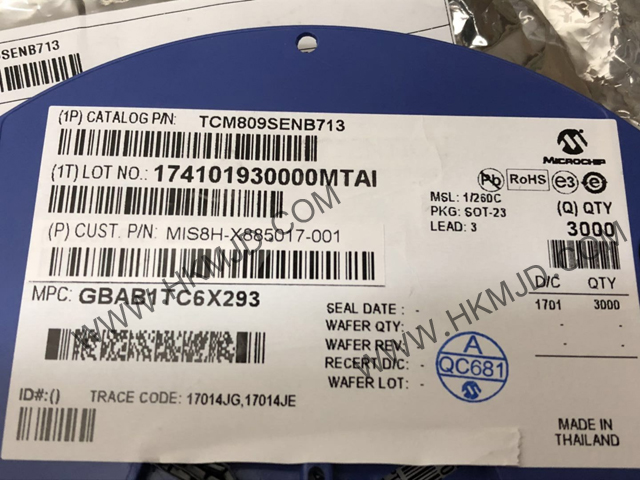 SENB713
(1P) CATALOG P/N: TCM809SENB713
(1T) LOT NO.: 174101930000MTAI
(P) CUST. P/N: MIS8H-X885017-001
MPC: GBAB1TC6X293
ID#:() TRACE CODE: 17014JG,17014JE
MICROCHIP
Pb RoHS e3 e
MSL: 1/260C
PKG: SOT-23
LEAD: 3
(Q) QTY
3000
D/C QTY
SEAL DATE : - 1701 3000
WAFER QTY: - - -
WAFER REV: - - -
RECERT D/C: -
WAFER LOT: -
A
QC681
MADE IN
THAILAND
WWW.HKMJD.COM
WWW.HKMJD.COM